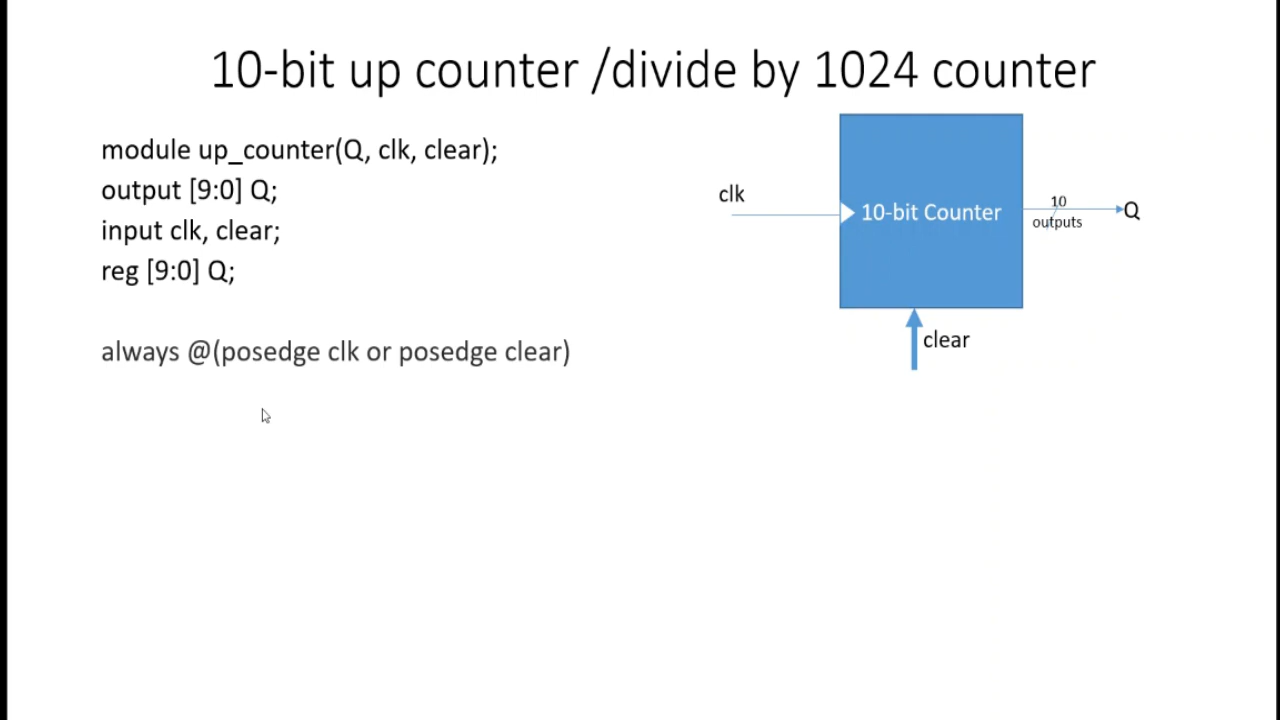 10-bit up counter /divide by 1024 counter
module up_counter(Q, clk, clear);
output [9:0] Q;
input clk, clear;
reg [9:0] Q;
always @(posedge clk or posedge clear)
clk
10-bit Counter
10
outputs
Q
clear